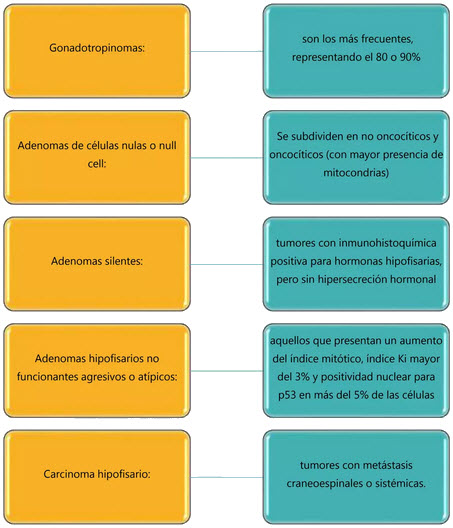 Gonadotropinomas:
son los más frecuentes,
representando el 80 o 90%
Adenomas de células nulas o null
cell:
Se subdividen en no oncocíticos y
oncocíticos (con mayor presencia de
mitocondrias)
Adenomas silentes:
tumores con inmunohistoquímica
positiva para hormonas hipofisarias,
pero sin hipersecreción hormonal
Adenomas hipofisarios no
funcionantes agresivos o atípicos:
aquellos que presentan un aumento
del índice mitótico, índice Ki mayor
del 3% y positividad nuclear para
p53 en más del 5% de las células
Carcinoma hipofisario:
tumores con metástasis
craneoespinales o sistémicas.